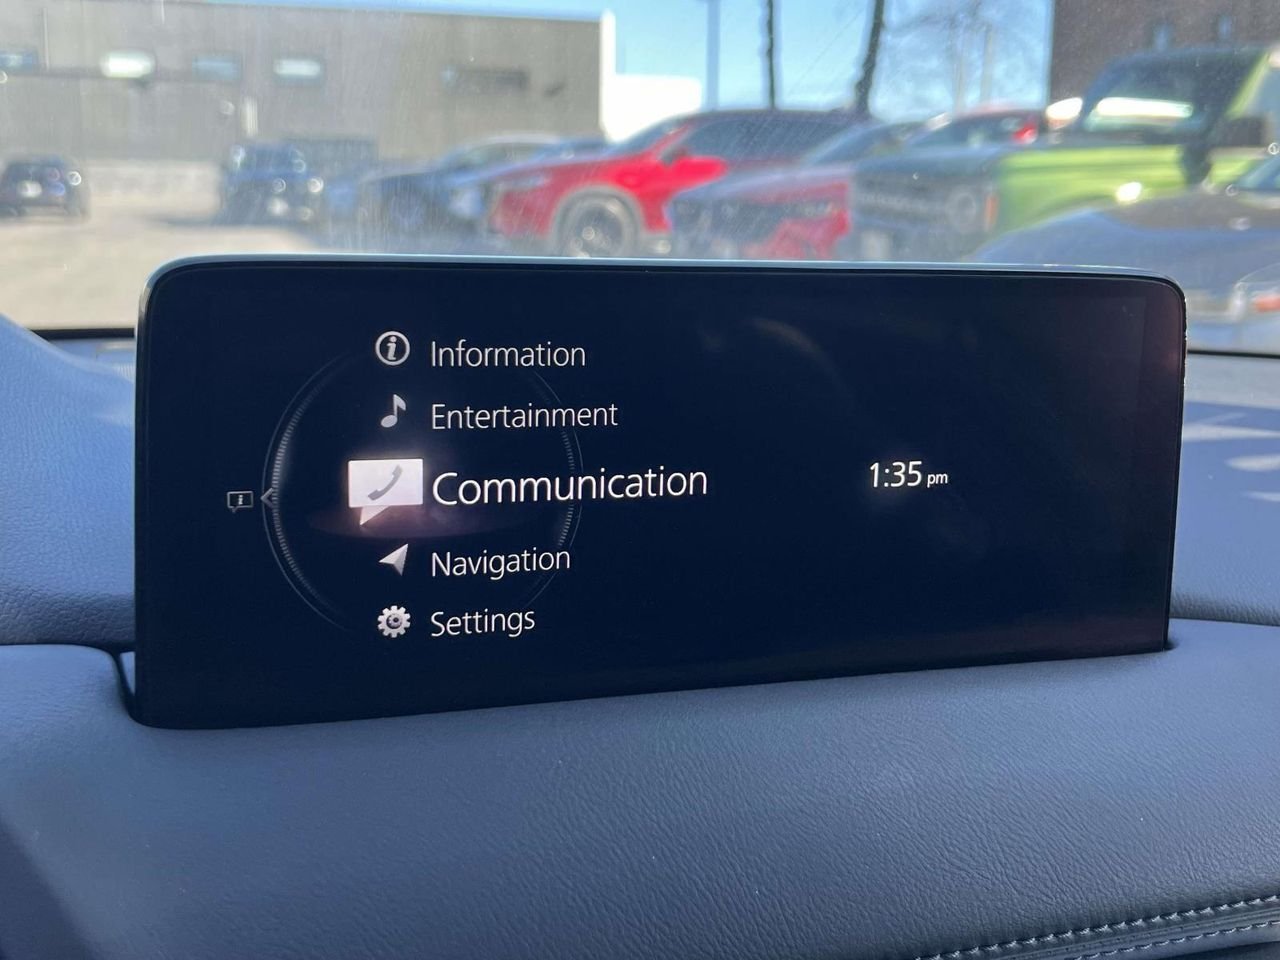 Information
Entertainment
Communication
1:35 pm
Navigation
Settings